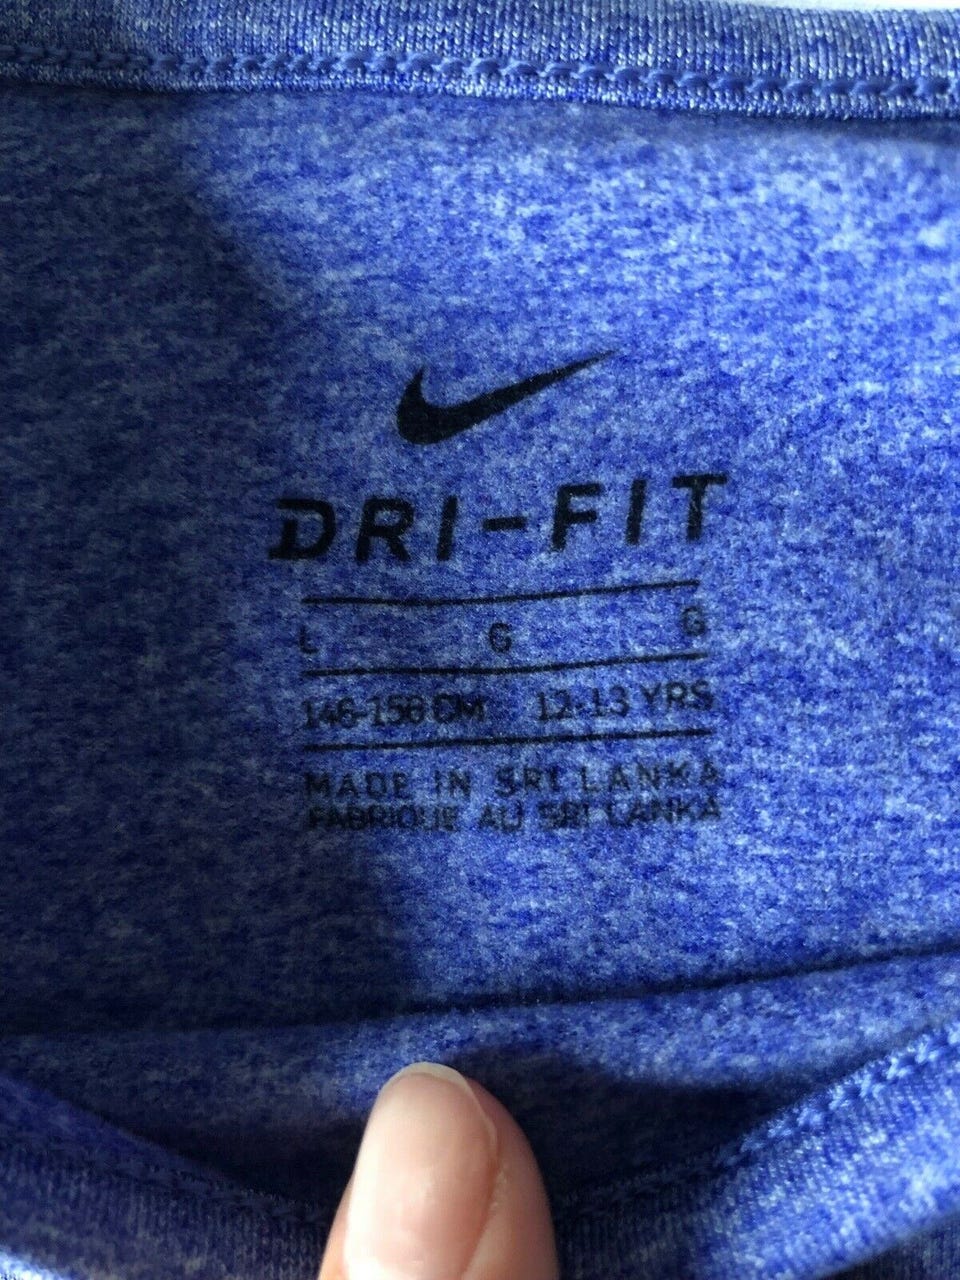 DRI-FIT
L G G
146-156 CM 12-13 YRS
MADE IN SRI LANKA
FABRIQUE AU SRI LANKA